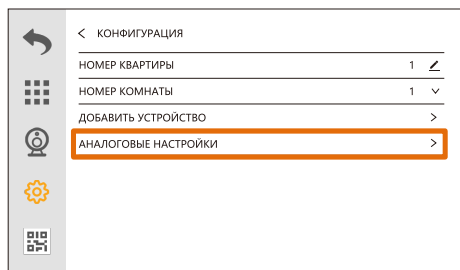 < КОНФИГУРАЦИЯ
НОМЕР КВАРТИРЫ 1
НОМЕР КОМНАТЫ 1
ДОБАВИТЬ УСТРОЙСТВО >
АНАЛОГОВЫЕ НАСТРОЙКИ >